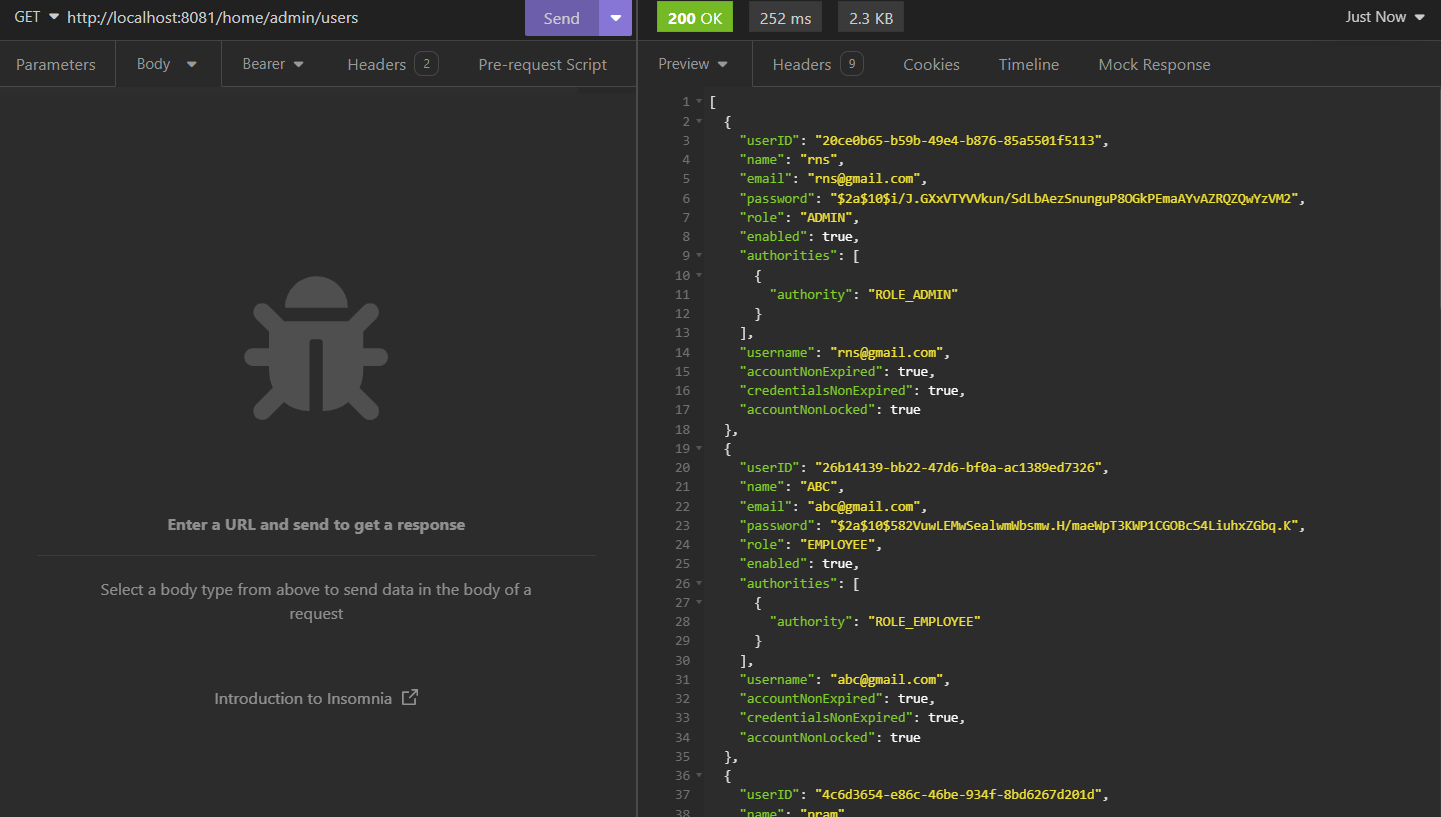 GET http://localhost:8081/home/admin/users Send
200 OK 252 ms 2.3 KB Just Now
Parameters Body Bearer Headers 2 Pre-request Script
Preview Headers 9 Cookies Timeline Mock Response
Enter a URL and send to get a response
Select a body type from above to send data in the body of a
request
Introduction to Insomnia
1 [
2 {
3 "userID": "20ce0b65-b59b-49e4-b876-85a5501f5113",
4 "name": "rns",
5 "email": "rns@gmail.com",
6 "password": "$2a$10$i/J.GXxVTYVVkun/SdLbAezSnunguP8OGkPEmaAYvAZRQZQwYzVM2",
7 "role": "ADMIN",
8 "enabled": true,
9 "authorities": [
10 {
11 "authority": "ROLE_ADMIN"
12 }
13 ],
14 "username": "rns@gmail.com",
15 "accountNonExpired": true,
16 "credentialsNonExpired": true,
17 "accountNonLocked": true
18 },
19 {
20 "userID": "26b14139-bb22-47d6-bf0a-ac1389ed7326",
21 "name": "ABC",
22 "email": "abc@gmail.com",
23 "password": "$2a$10$582VuwLEMwSealwmWbsmw.H/maeWpT3KWP1CGOBcS4LiuhxZGbq.K",
24 "role": "EMPLOYEE",
25 "enabled": true,
26 "authorities": [
27 {
28 "authority": "ROLE_EMPLOYEE"
29 }
30 ],
31 "username": "abc@gmail.com",
32 "accountNonExpired": true,
33 "credentialsNonExpired": true,
34 "accountNonLocked": true
35 },
36 {
37 "userID": "4c6d3654-e86c-46be-934f-8bd6267d201d",
38 "name": "pram"